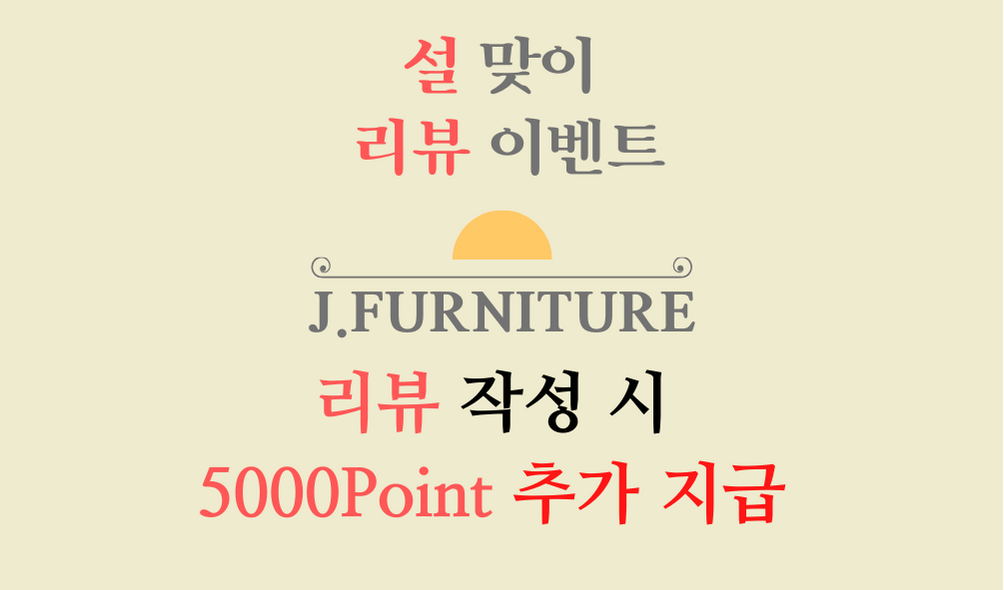 설 맞이
리뷰 이벤트
J.FURNITURE
리뷰 작성 시
5000Point 추가 지급